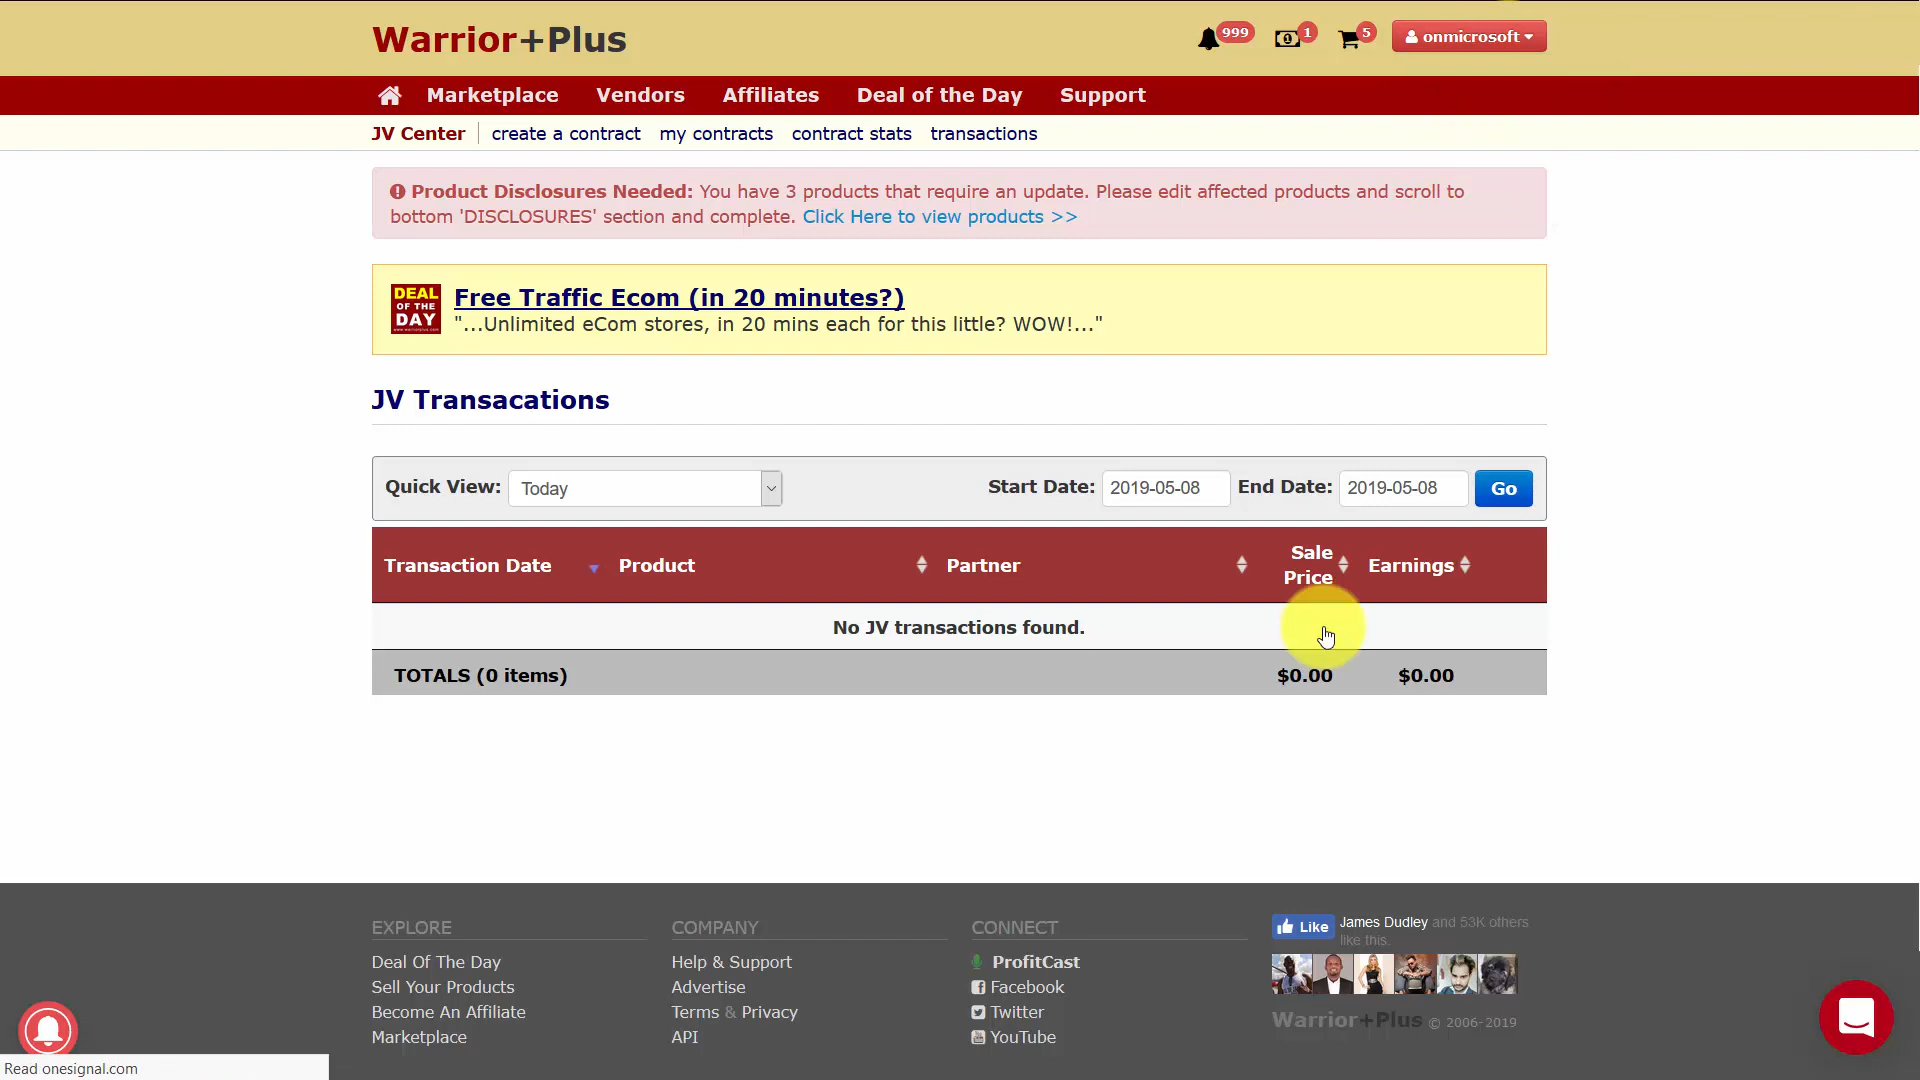 Warrior+Plus
999
1
5
onmicrosoft
Marketplace Vendors Affiliates Deal of the Day Support
JV Center create a contract my contracts contract stats transactions
Product Disclosures Needed: You have 3 products that require an update. Please edit affected products and scroll to
bottom 'DISCLOSURES' section and complete. Click Here to view products >>
DEAL
OF THE
DAY
www.warriorplus.com
Free Traffic Ecom (in 20 minutes?)
"...Unlimited eCom stores, in 20 mins each for this little? WOW!..."
JV Transacations
Quick View: Today Start Date: 2019-05-08 End Date: 2019-05-08 Go
Transaction Date Product Partner Sale Price Earnings
No JV transactions found.
TOTALS (0 items) $0.00 $0.00
EXPLORE
Deal Of The Day
Sell Your Products
Become An Affiliate
Marketplace
COMPANY
Help & Support
Advertise
Terms & Privacy
API
CONNECT
ProfitCast
Facebook
Twitter
YouTube
Like James Dudley and 53K others
like this.
Warrior+Plus © 2006-2019
Read onesignal.com